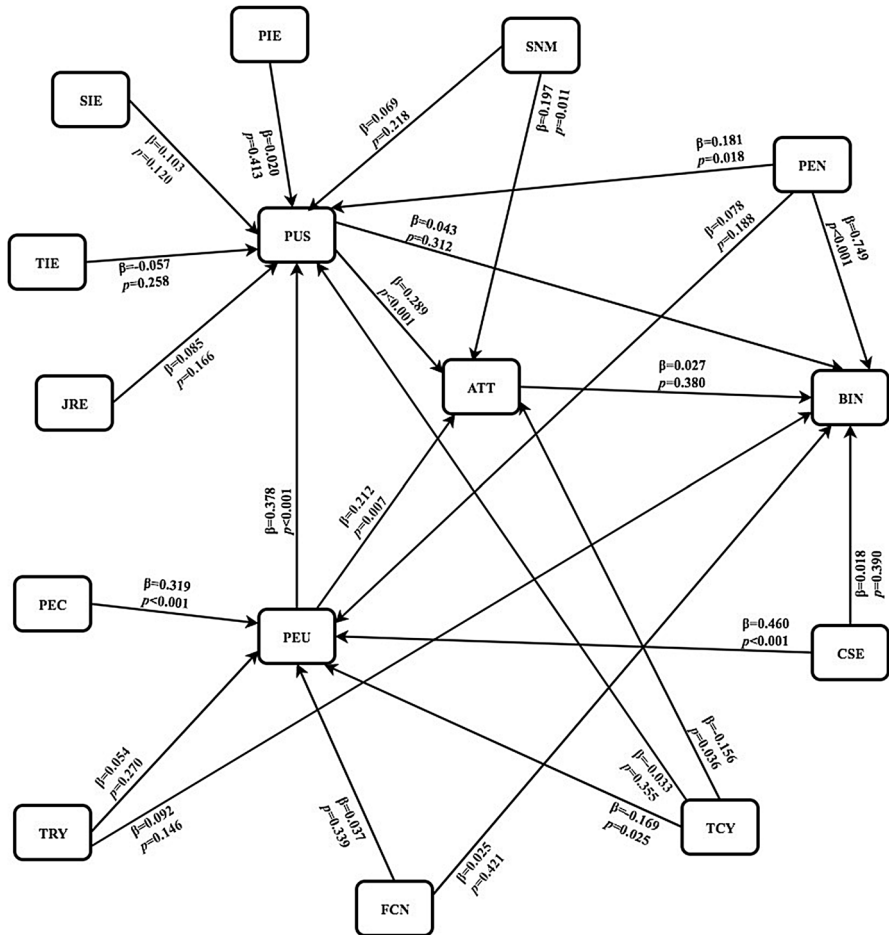 PIE
SNM
SIE
β=0.103
p=0.120
β=0.020
p=0.413
β=0.069
p=0.218
β=0.197
p=0.011
β=0.181
p=0.018
PEN
PUS
β=0.043
p=0.312
β=0.078
p=0.188
β=0.749
p<0.001
TIE
β=-0.057
p=0.258
β=0.289
p<0.001
β=0.085
p=0.166
JRE
ATT
β=0.027
p=0.380
BIN
β=0.378
p<0.001
β=0.212
p=0.007
β=0.018
p=0.390
PEC
β=0.319
p<0.001
PEU
β=0.460
p<0.001
CSE
β=0.054
p=0.270
β=-0.156
p=0.036
β=-0.033
p=0.355
TRY
β=0.092
p=0.146
β=0.037
p=0.339
β=-0.169
p=0.025
TCY
β=0.025
p=0.421
FCN